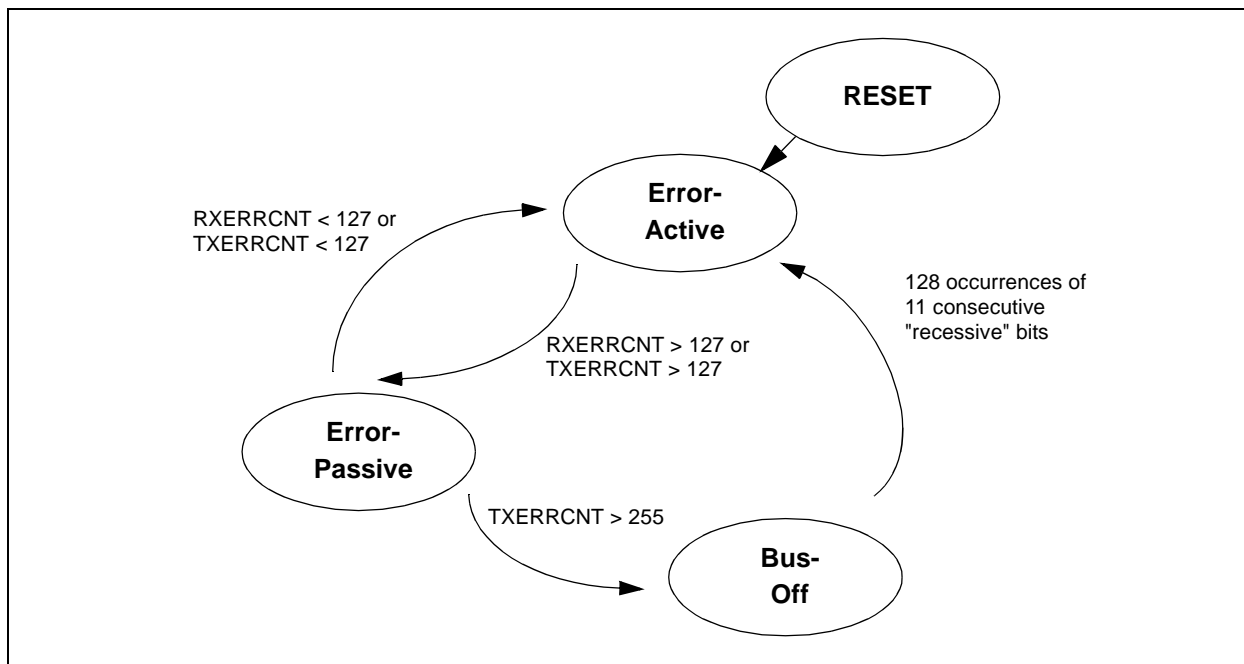 RESET
Error-
Active
RXERRCNT < 127 or
TXERRCNT < 127
128 occurrences of
11 consecutive
"recessive" bits
RXERRCNT > 127 or
TXERRCNT > 127
Error-
Passive
TXERRCNT > 255
Bus-
Off